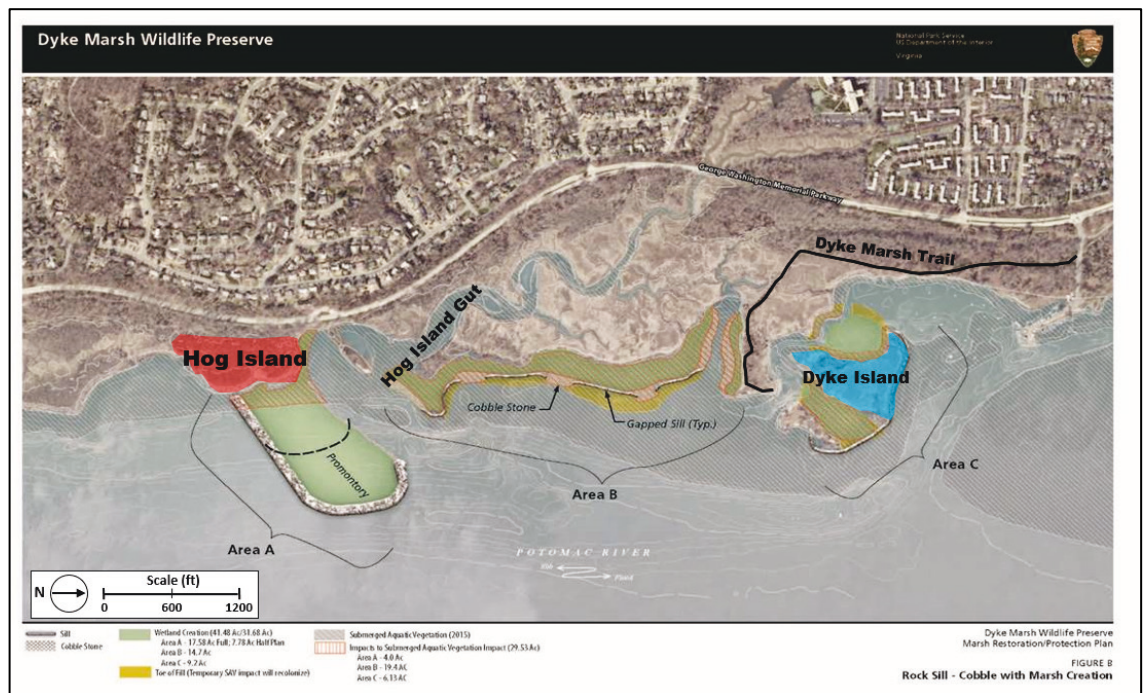 Dyke Marsh Wildlife Preserve
National Park Service
US Department of the Interior
Virginia
George Washington Memorial Parkway
Dyke Marsh Trail
Hog Island Gut
Hog Island
Dyke Island
Cobble Stone
Gapped Sill (Typ.)
Promontory
Area A
Area B
Area C
POTOMAC RIVER
Ebb
Flood
N
Scale (ft)
0 600 1200
Sill
Cobble Stone
Wetland Creation (41.48 Ac/31.68 Ac)
Area A - 17.58 Ac Full; 7.78 Ac Half Plan
Area B - 14.7 Ac
Area C - 9.2 Ac
Toe of Fill (Temporary SAV impact will recolonize)
Submerged Aquatic Vegetation (2015)
Impacts to Submerged Aquatic Vegetation Impact (29.53 Ac)
Area A - 4.0 Ac
Area B - 19.4 AC
Area C - 6.13 AC
Dyke Marsh Wildlife Preserve
Marsh Restoration/Protection Plan
FIGURE B
Rock Sill - Cobble with Marsh Creation